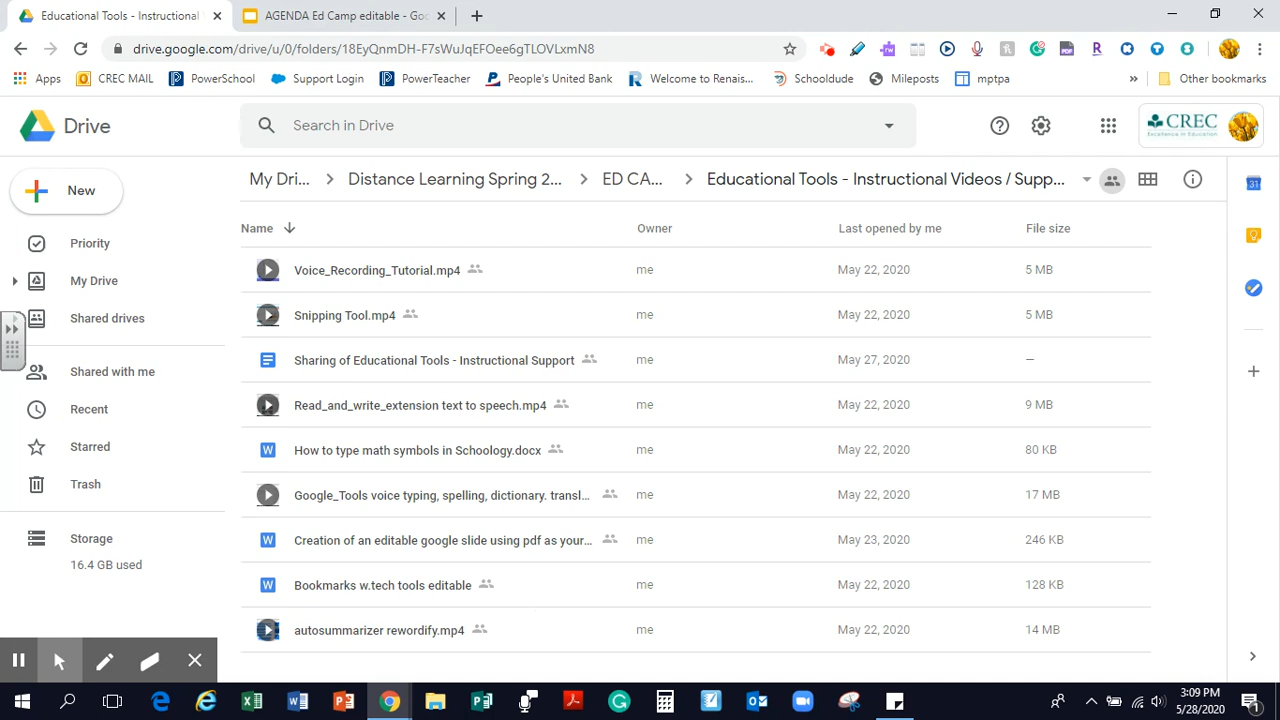 Educational Tools - Instructional
AGENDA Ed Camp editable - Goo
drive.google.com/drive/u/0/folders/18EyQnmDH-F7sWuJqEFOee6gTLOVLxmN8
Apps CREC MAIL PowerSchool Support Login PowerTeacher People's United Bank Welcome to Renais... Schooldude Mileposts mptpa » Other bookmarks
Drive
Search in Drive
CREC
Excellence in Education
New
My Dri... > Distance Learning Spring 2... > ED CA... > Educational Tools - Instructional Videos / Supp...
Name Owner Last opened by me File size
Priority
My Drive
Shared drives
Shared with me
Recent
Starred
Trash
Storage
16.4 GB used
Voice_Recording_Tutorial.mp4 me May 22, 2020 5 MB
Snipping Tool.mp4 me May 22, 2020 5 MB
Sharing of Educational Tools - Instructional Support me May 27, 2020 —
Read_and_write_extension text to speech.mp4 me May 22, 2020 9 MB
How to type math symbols in Schoology.docx me May 22, 2020 80 KB
Google_Tools voice typing, spelling, dictionary. transl... me May 22, 2020 17 MB
Creation of an editable google slide using pdf as your... me May 23, 2020 246 KB
Bookmarks w.tech tools editable me May 22, 2020 128 KB
autosummarizer rewordify.mp4 me May 22, 2020 14 MB
3:09 PM
5/28/2020